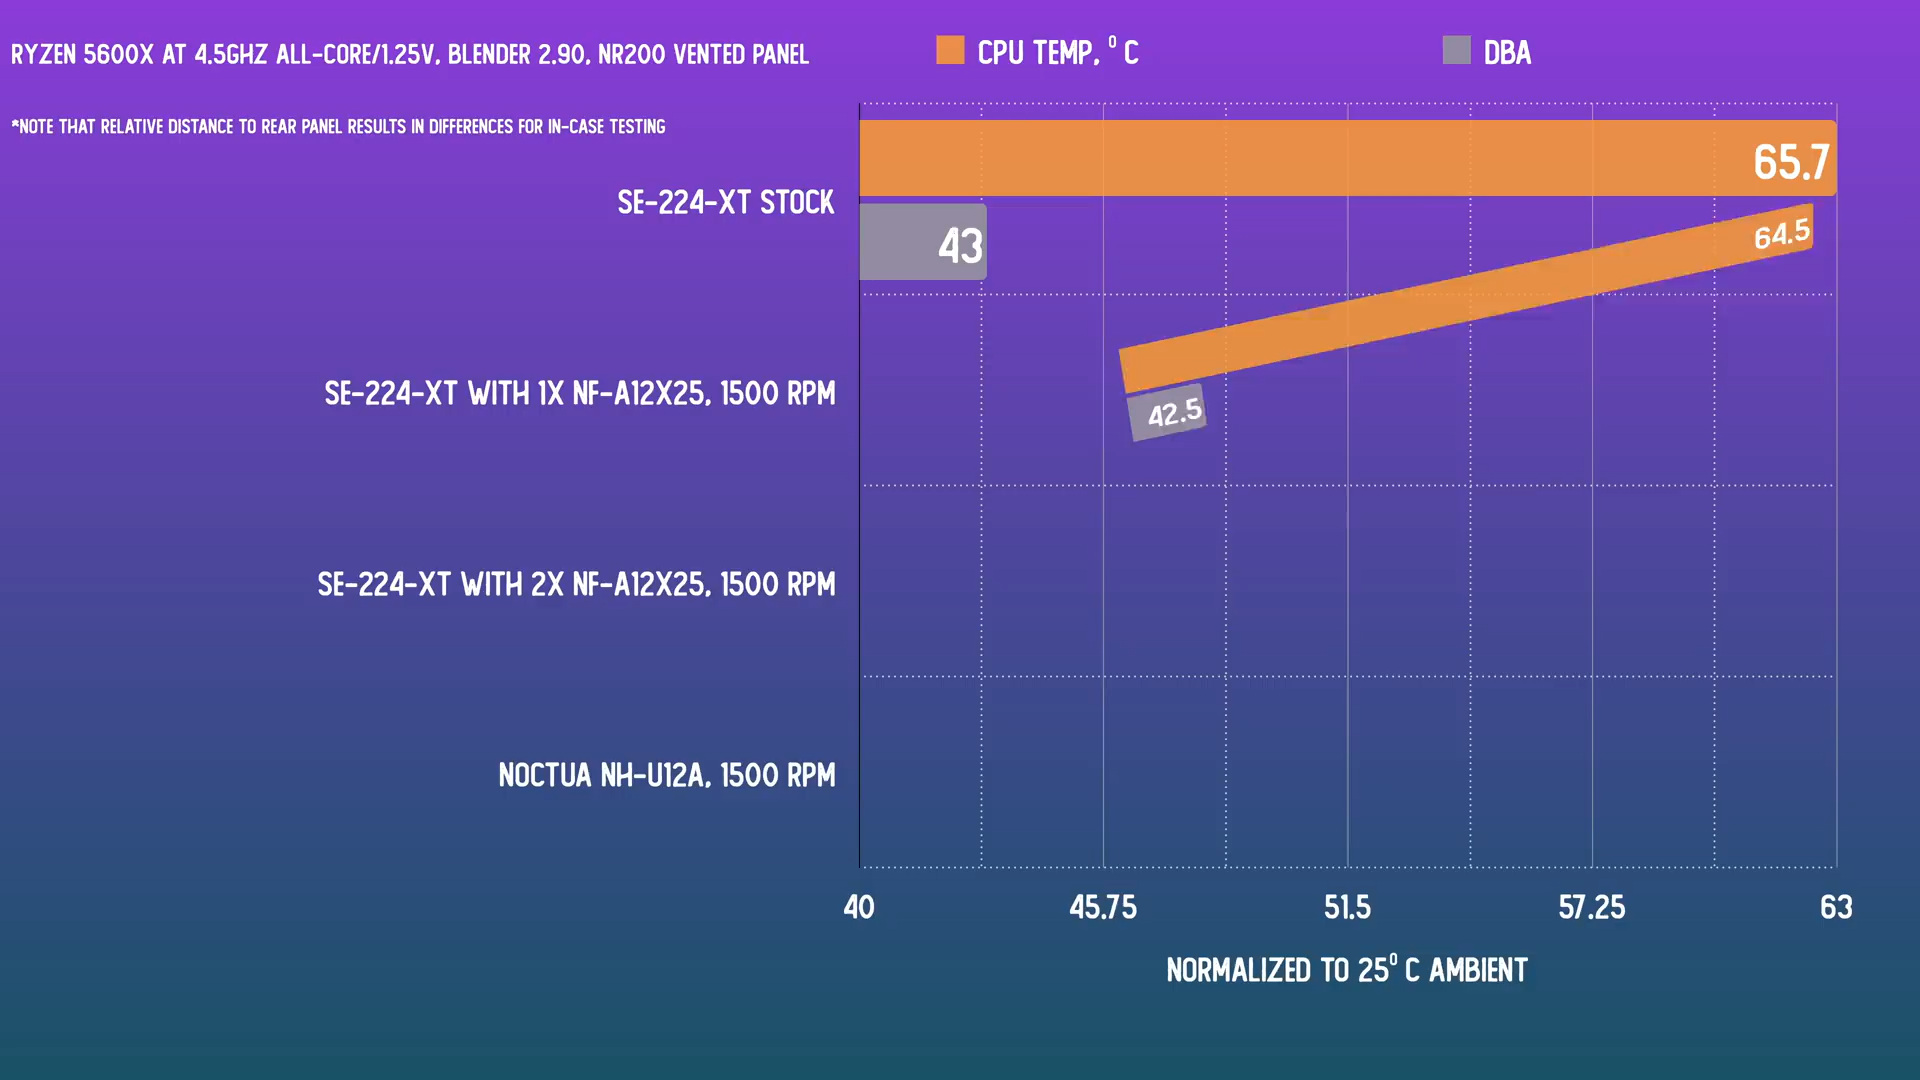 RYZEN 5600X AT 4.5GHZ ALL-CORE/1.25V, BLENDER 2.90, NR200 VENTED PANEL
CPU TEMP, ⁰ C
DBA
*NOTE THAT RELATIVE DISTANCE TO REAR PANEL RESULTS IN DIFFERENCES FOR IN-CASE TESTING
65.7
SE-224-XT STOCK
43
64.5
SE-224-XT WITH 1X NF-A12X25, 1500 RPM
42.5
SE-224-XT WITH 2X NF-A12X25, 1500 RPM
NOCTUA NH-U12A, 1500 RPM
40 45.75 51.5 57.25 63
NORMALIZED TO 25⁰ C AMBIENT